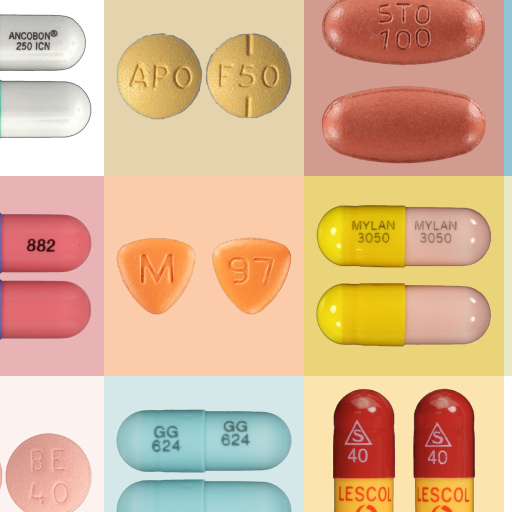 ANCOBON®
250 ICN
APO F50
STO
100
882
M 97
MYLAN MYLAN
3050 3050
BE
40
GG GG
624 624
S S
40 40
LESCOL LESCOL